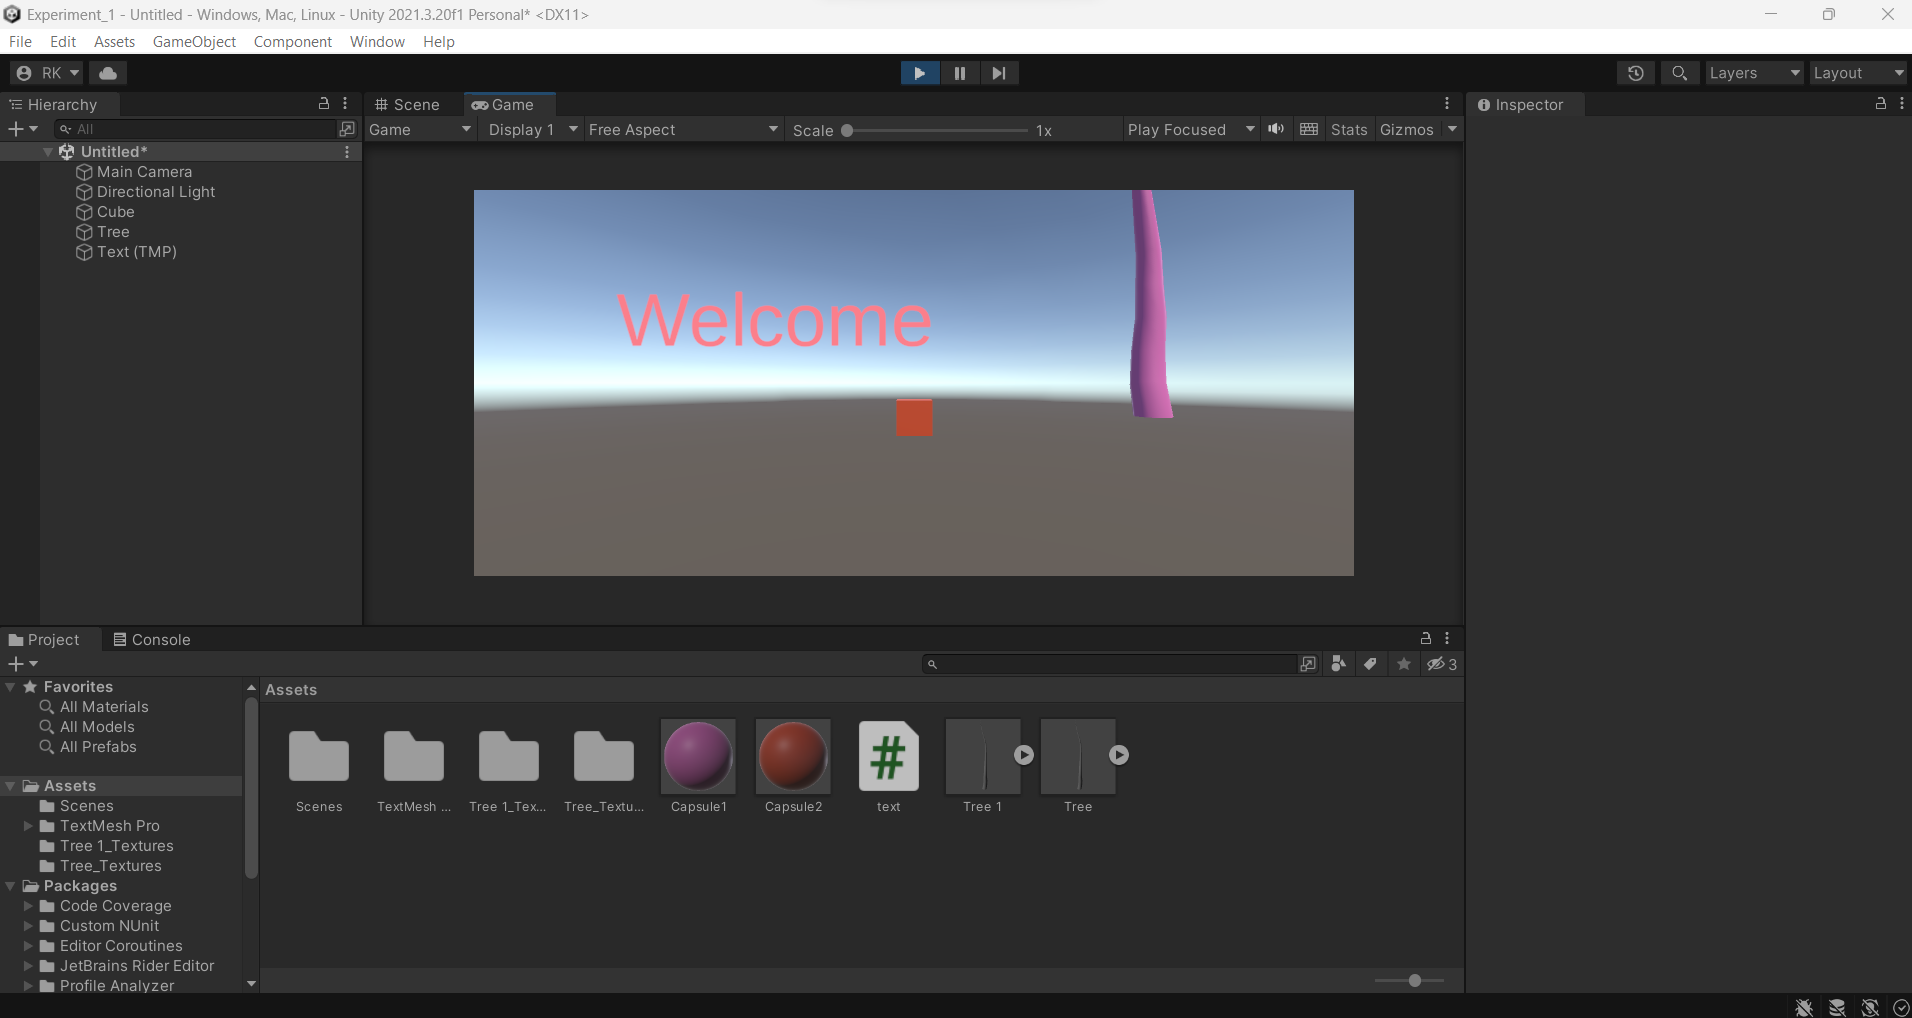 Experiment_1 - Untitled - Windows, Mac, Linux - Unity 2021.3.20f1 Personal* <DX11>
File Edit Assets GameObject Component Window Help
RK Layers Layout
Hierarchy Scene Game Inspector
All Game Display 1 Free Aspect Scale 1x Play Focused Stats Gizmos
Untitled*
Main Camera
Directional Light
Cube
Tree
Text (TMP)
Welcome
Project Console
3
Favorites
All Materials
All Models
All Prefabs
Assets
Scenes
TextMesh Pro
Tree 1_Textures
Tree_Textures
Packages
Code Coverage
Custom NUnit
Editor Coroutines
JetBrains Rider Editor
Profile Analyzer
Assets
#
Scenes TextMesh ... Tree 1_Tex... Tree_Textu... Capsule1 Capsule2 text Tree 1 Tree